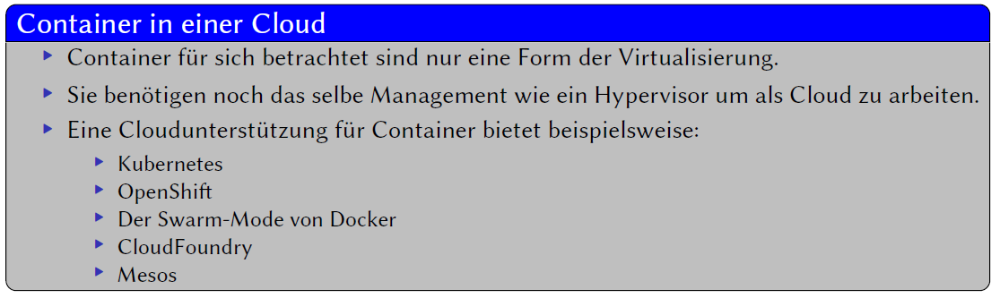 Container in einer Cloud
Container für sich betrachtet sind nur eine Form der Virtualisierung.
Sie benötigen noch das selbe Management wie ein Hypervisor um als Cloud zu arbeiten.
Eine Cloudunterstützung für Container bietet beispielsweise:
Kubernetes
OpenShift
Der Swarm-Mode von Docker
CloudFoundry
Mesos